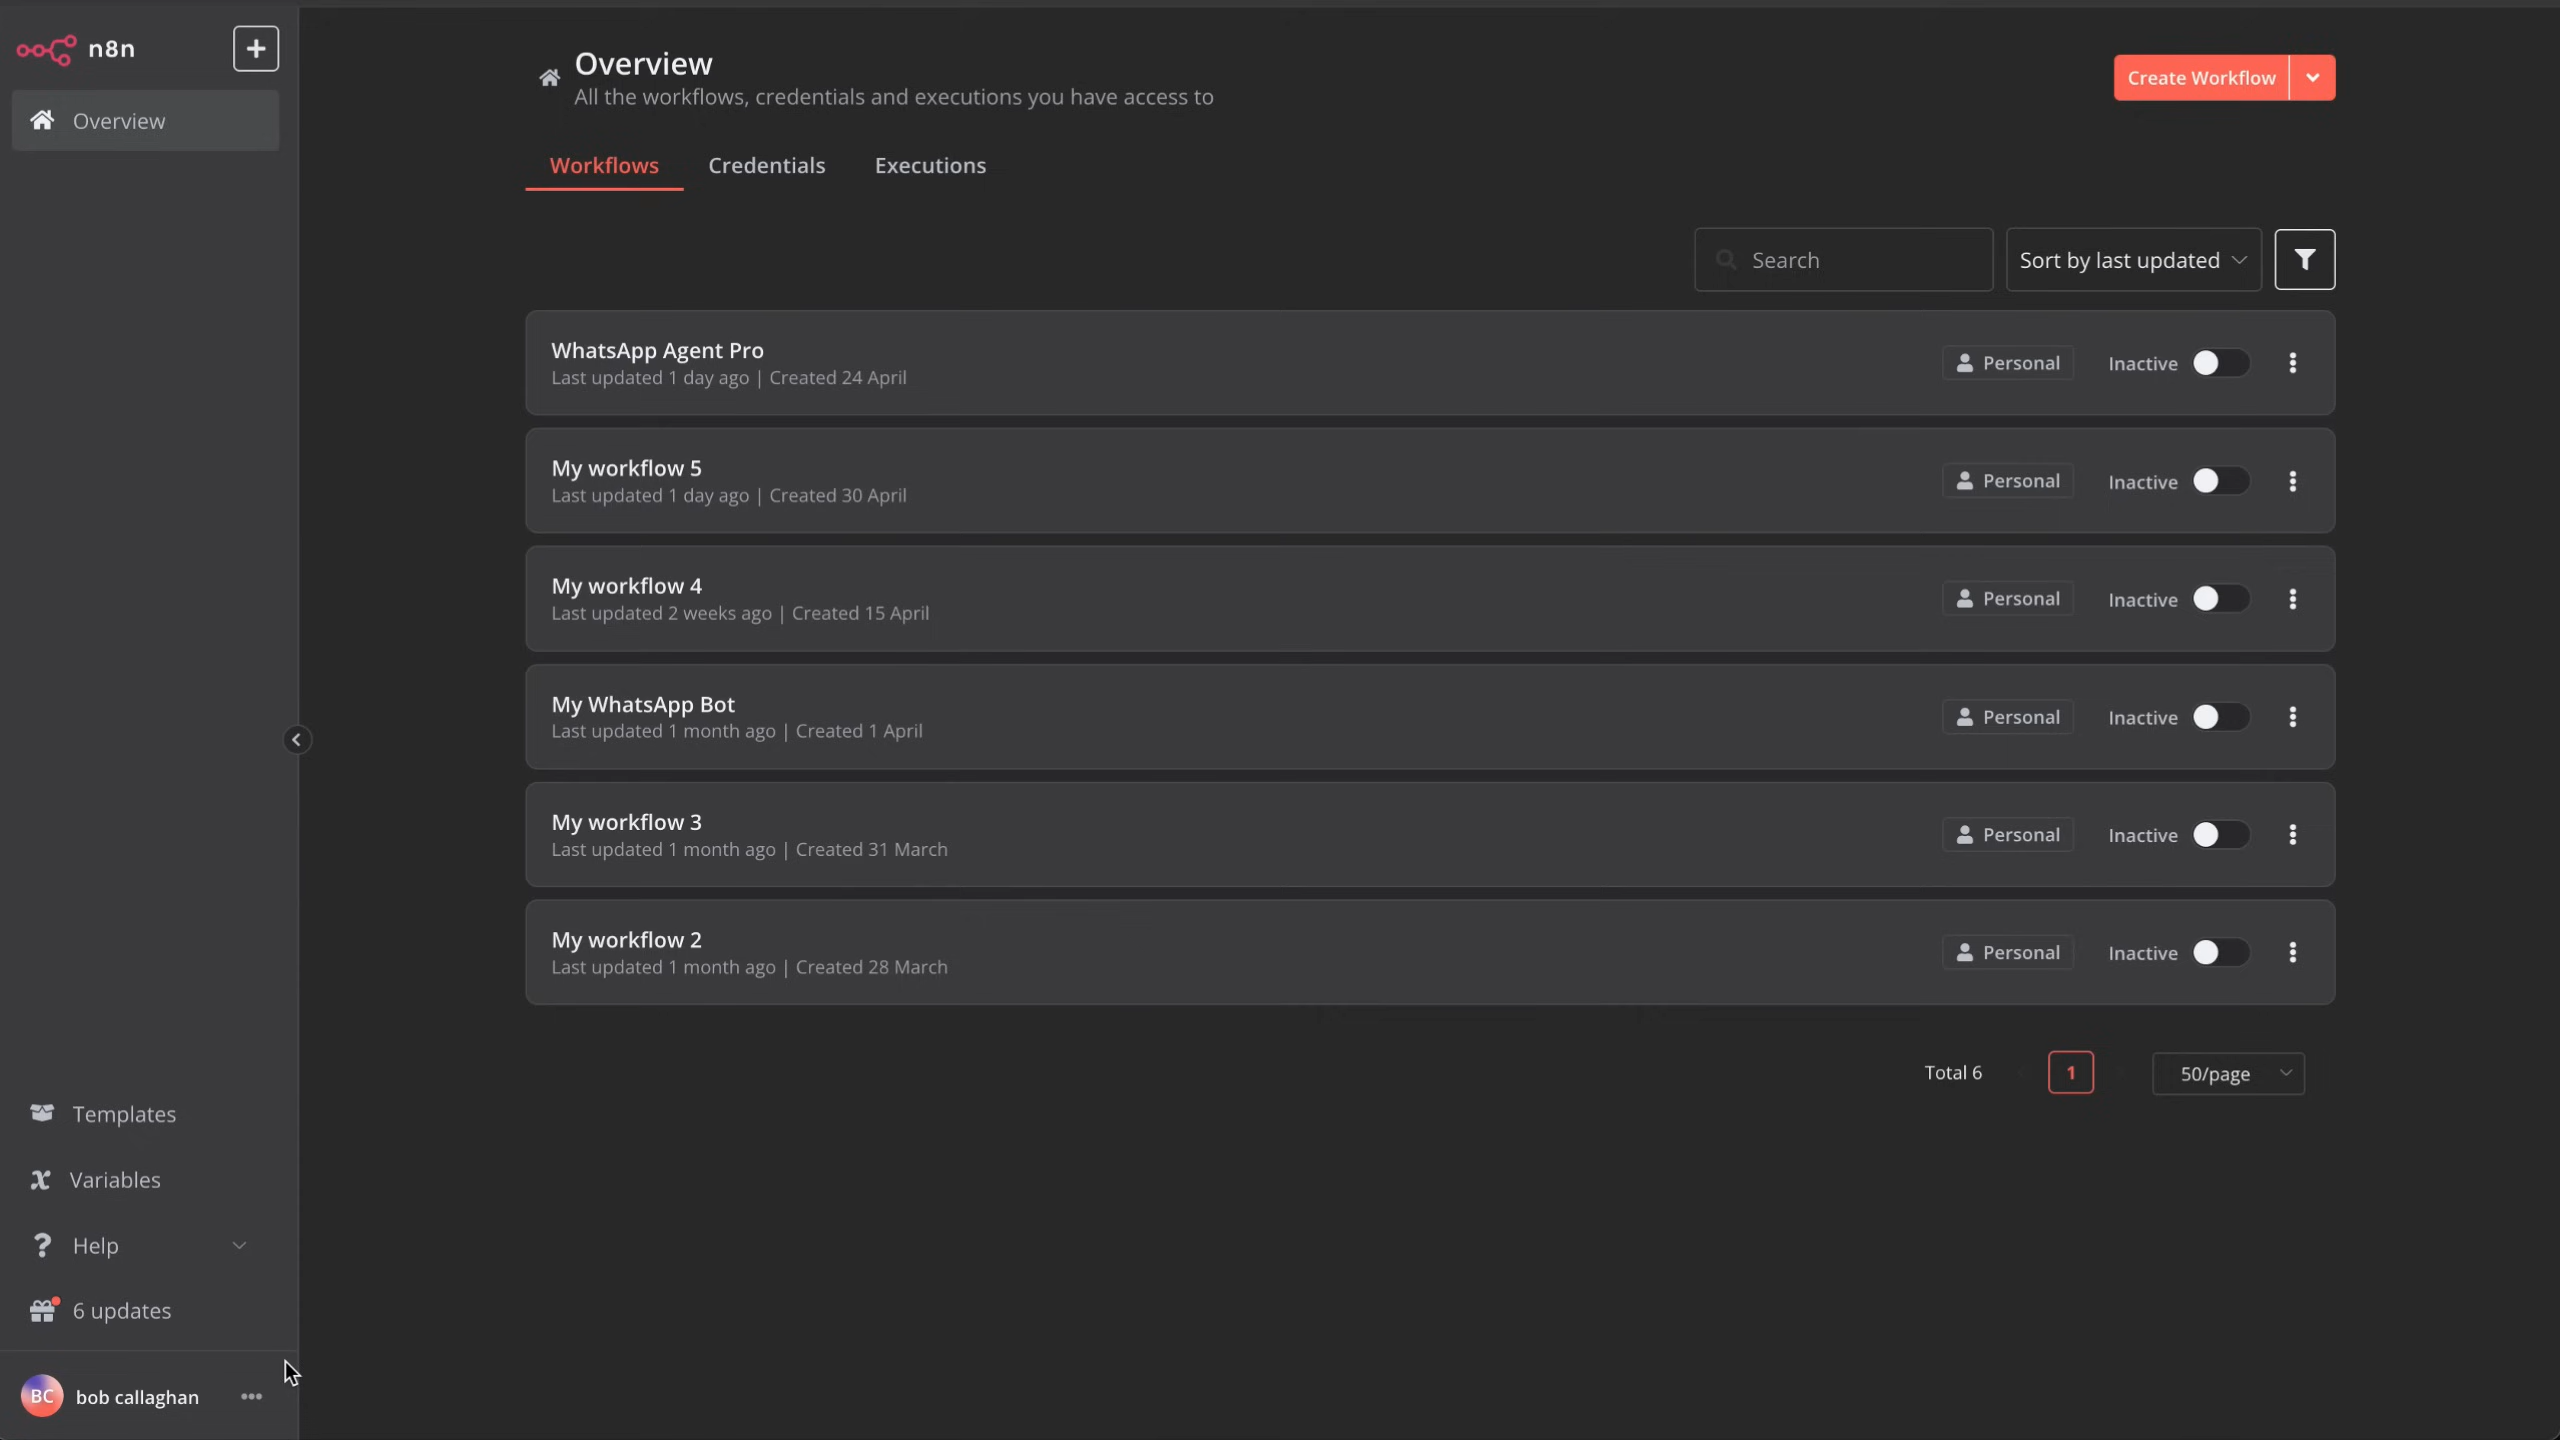 n8n
Overview
Overview
All the workflows, credentials and executions you have access to
Create Workflow
Workflows
Credentials
Executions
Search
Sort by last updated
WhatsApp Agent Pro
Last updated 1 day ago | Created 24 April
Personal
Inactive
My workflow 5
Last updated 1 day ago | Created 30 April
Personal
Inactive
My workflow 4
Last updated 2 weeks ago | Created 15 April
Personal
Inactive
My WhatsApp Bot
Last updated 1 month ago | Created 1 April
Personal
Inactive
My workflow 3
Last updated 1 month ago | Created 31 March
Personal
Inactive
My workflow 2
Last updated 1 month ago | Created 28 March
Personal
Inactive
Total 6
1
50/page
Templates
Variables
Help
6 updates
BC
bob callaghan